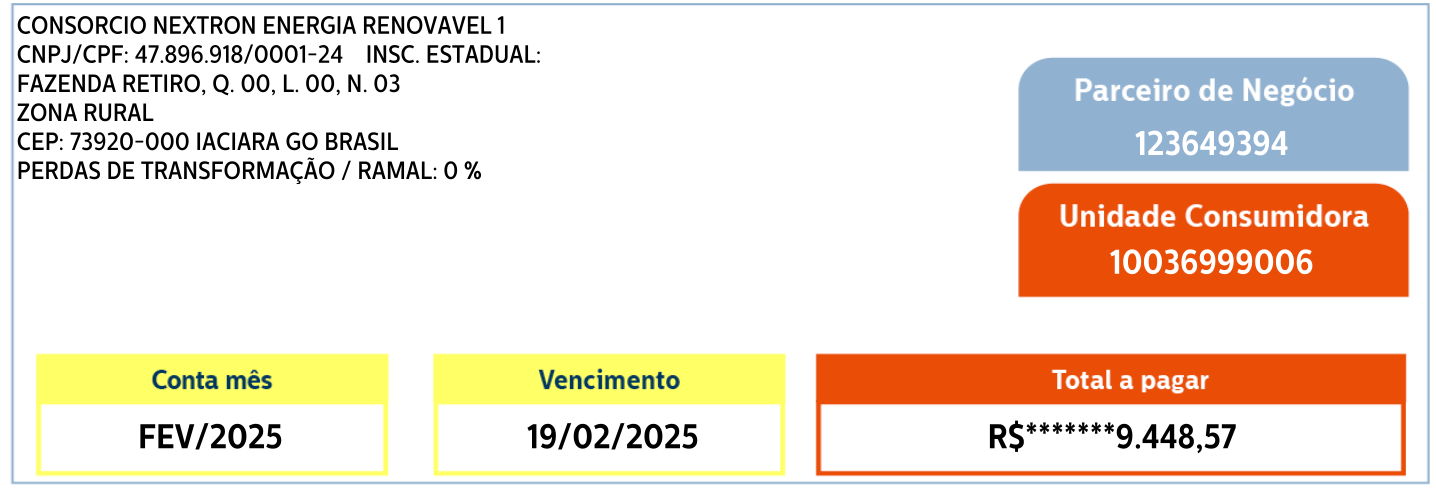 CONSORCIO NEXTRON ENERGIA RENOVAVEL 1
CNPJ/CPF: 47.896.918/0001-24 INSC. ESTADUAL:
FAZENDA RETIRO, Q. 00, L. 00, N. 03
ZONA RURAL
CEP: 73920-000 IACIARA GO BRASIL
PERDAS DE TRANSFORMAÇÃO / RAMAL: 0 %
Parceiro de Negócio
123649394
Unidade Consumidora
10036999006
Conta mês
FEV/2025
Vencimento
19/02/2025
Total a pagar
R$*******9.448,57